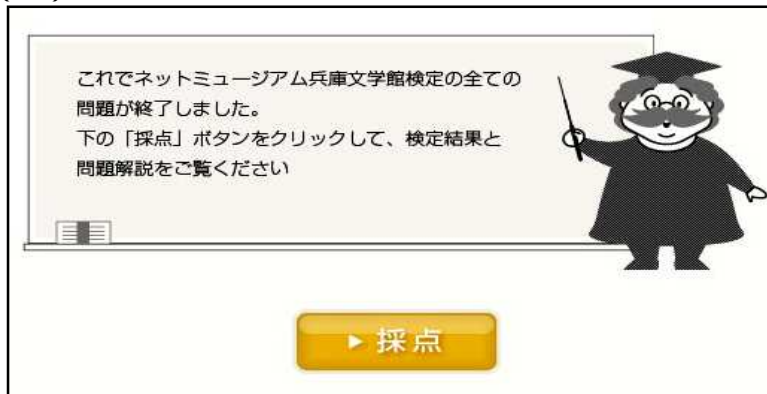 これでネットミュージアム兵庫文学館検定の全ての
問題が終了しました。
下の「採点」ボタンをクリックして、検定結果と
問題解説をご覧ください
採点